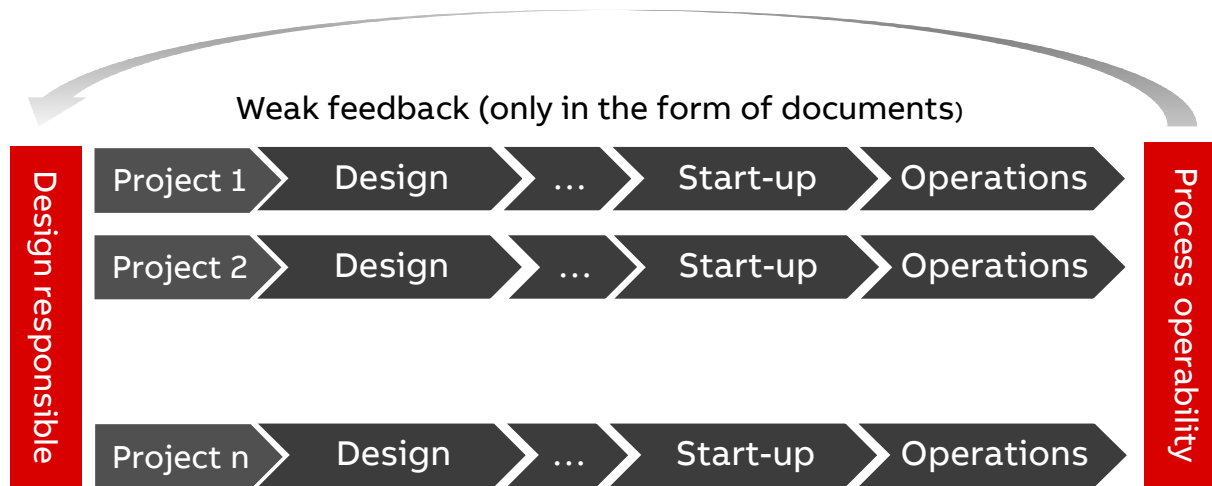 Weak feedback (only in the form of documents)
Design responsible
Project 1 Design ... Start-up Operations
Project 2 Design ... Start-up Operations
Project n Design ... Start-up Operations
Process operability